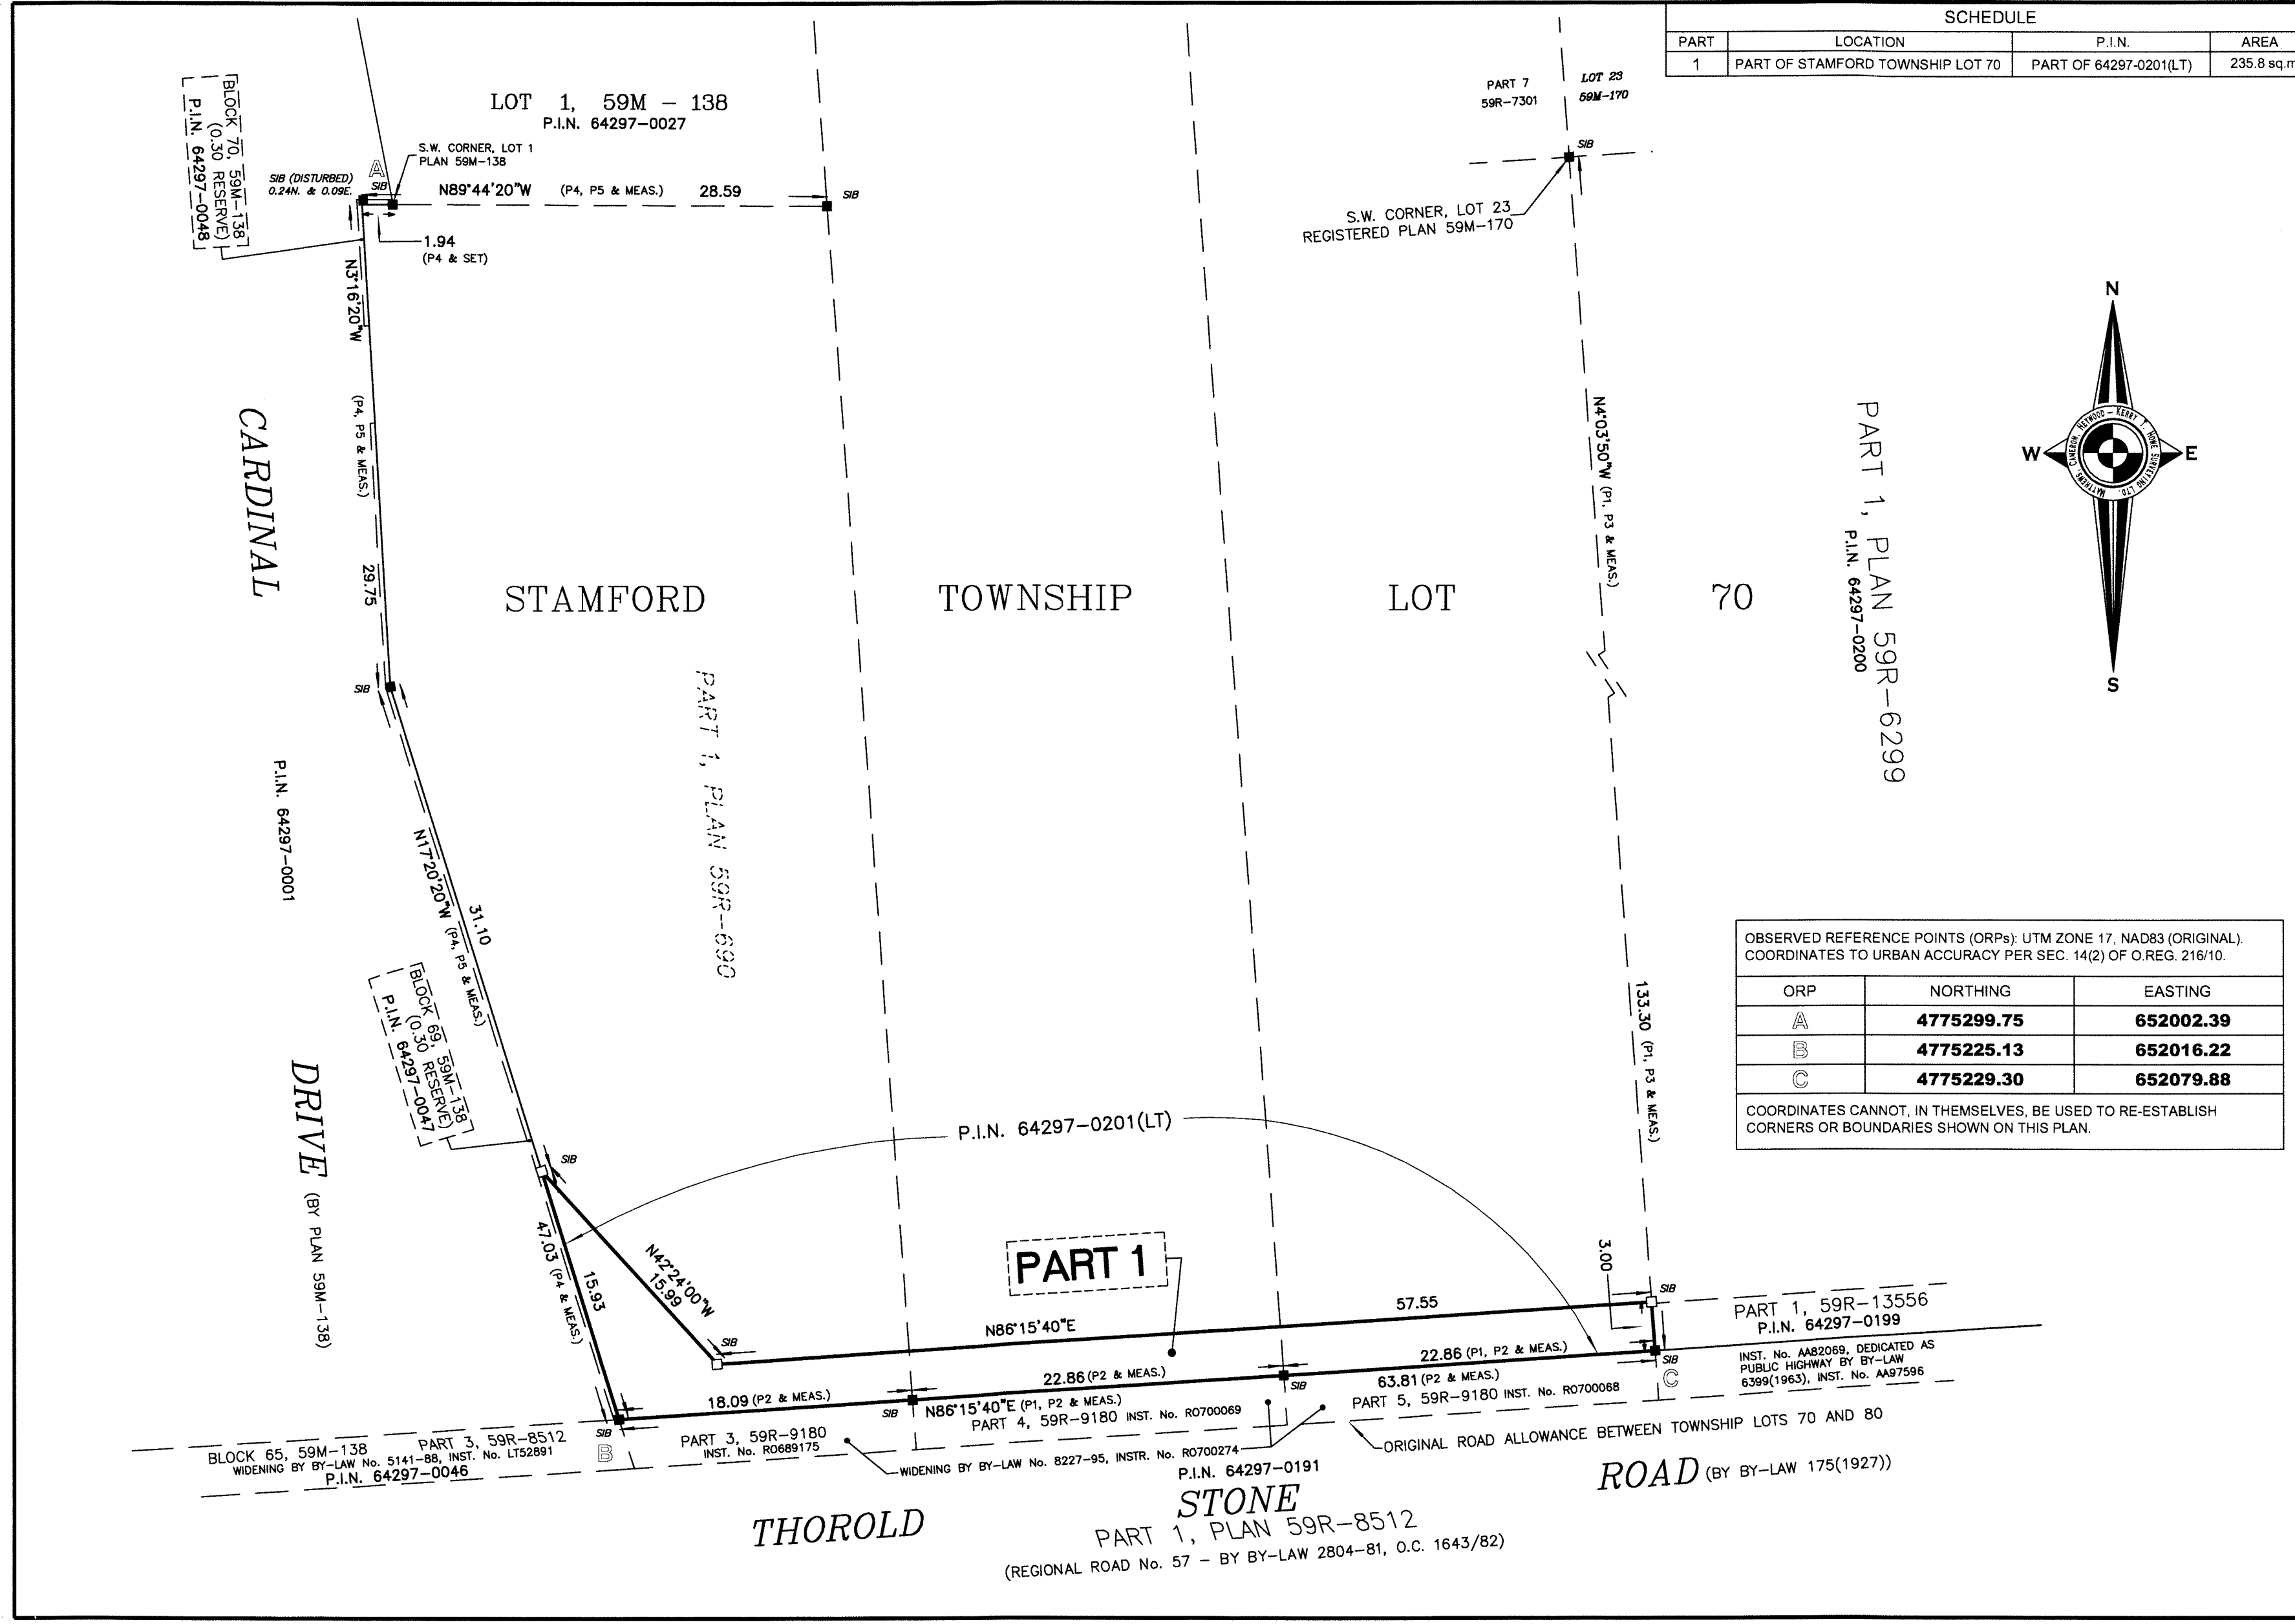 SCHEDULE
PART LOCATION P.I.N. AREA
1 PART OF STAMFORD TOWNSHIP LOT 70 PART OF 64297-0201(LT) 235.8 sq.m
BLOCK 70, 59M-138
(0.30 RESERVE)
P.I.N. 64297-0048
LOT 1, 59M - 138
P.I.N. 64297-0027
S.W. CORNER, LOT 1
PLAN 59M-138
SIB (DISTURBED)
0.24N. & 0.09E.
A
SIB
N89°44'20"W (P4, P5 & MEAS.) 28.59
SIB
1.94
(P4 & SET)
PART 7
59R-7301
LOT 23
59M-170
SIB
S.W. CORNER, LOT 23
REGISTERED PLAN 59M-170
N3°16'20"W
(P4, P5 & MEAS.)
29.75
SIB
N4°03'50"W (P1, P3 & MEAS.)
133.30 (P1, P3 & MEAS.)
PART 1, PLAN 59R-6299
P.I.N. 64297-0200
N
W
E
S
MATTHEWS, CAMERON, HEYWOOD - KERRY T. HOWE SURVEYING LTD.
CARDINAL
DRIVE (BY PLAN 59M-138)
P.I.N. 64297-0001
STAMFORD TOWNSHIP LOT 70
PART 1, PLAN 59R-690
31.10
N17°20'20"W (P4, P5 & MEAS.)
BLOCK 69, 59M-138
(0.30 RESERVE)
P.I.N. 64297-0047
OBSERVED REFERENCE POINTS (ORPs): UTM ZONE 17, NAD83 (ORIGINAL).
COORDINATES TO URBAN ACCURACY PER SEC. 14(2) OF O.REG. 216/10.
ORP NORTHING EASTING
A 4775299.75 652002.39
B 4775225.13 652016.22
C 4775229.30 652079.88
COORDINATES CANNOT, IN THEMSELVES, BE USED TO RE-ESTABLISH
CORNERS OR BOUNDARIES SHOWN ON THIS PLAN.
P.I.N. 64297-0201(LT)
SIB
47.03 (P4 & MEAS.)
15.93
N42°24'00"W
15.99
SIB
PART 1
N86°15'40"E
57.55
3.00
SIB
PART 1, 59R-13556
P.I.N. 64297-0199
INST. No. AA82069, DEDICATED AS
PUBLIC HIGHWAY BY BY-LAW
6399(1963), INST. No. AA97596
SIB
C
18.09 (P2 & MEAS.)
22.86 (P2 & MEAS.)
22.86 (P1, P2 & MEAS.)
63.81 (P2 & MEAS.)
SIB
SIB
N86°15'40"E (P1, P2 & MEAS.)
SIB
B
BLOCK 65, 59M-138 PART 3, 59R-8512
WIDENING BY BY-LAW No. 5141-88, INST. No. LT52891
P.I.N. 64297-0046
PART 3, 59R-9180
INST. No. RO689175
PART 4, 59R-9180 INST. No. RO700069
PART 5, 59R-9180 INST. No. RO700068
WIDENING BY BY-LAW No. 8227-95, INSTR. No. RO700274
ORIGINAL ROAD ALLOWANCE BETWEEN TOWNSHIP LOTS 70 AND 80
P.I.N. 64297-0191
THOROLD STONE ROAD (BY BY-LAW 175(1927))
PART 1, PLAN 59R-8512
(REGIONAL ROAD No. 57 - BY BY-LAW 2804-81, O.C. 1643/82)